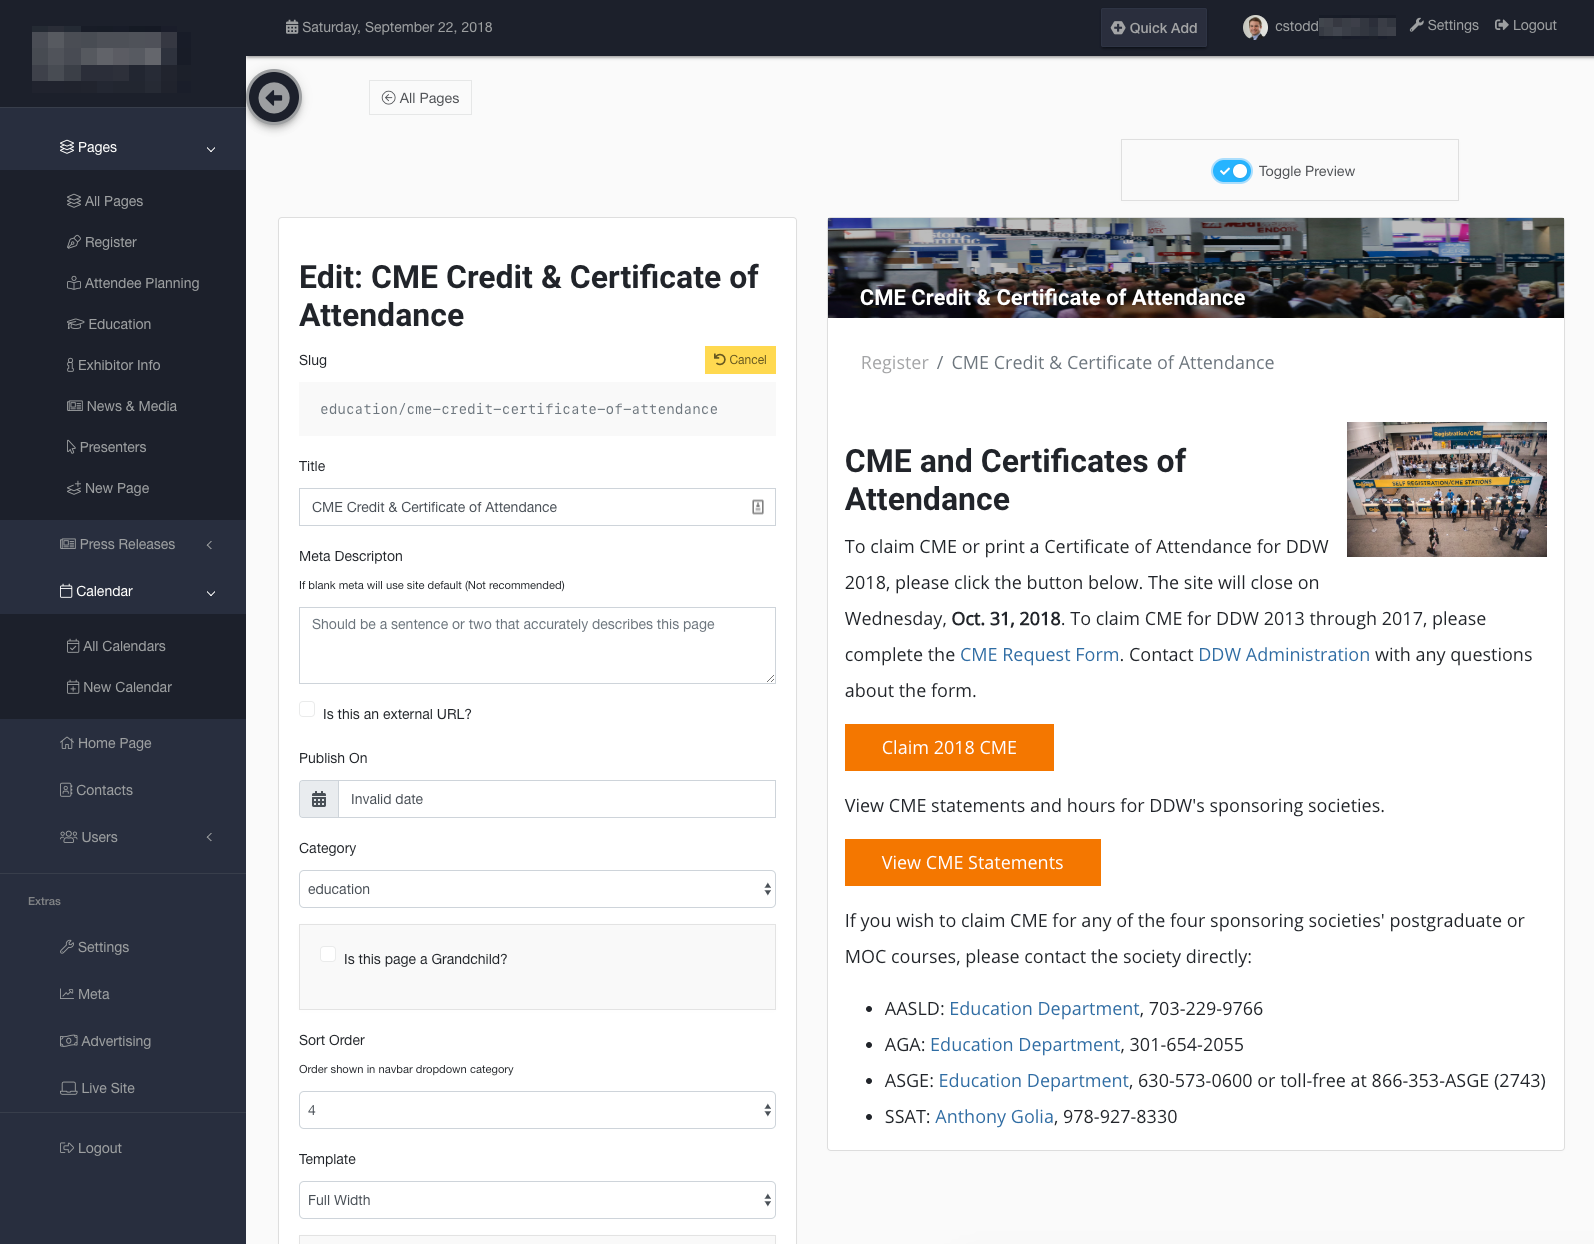 Saturday, September 22, 2018
Quick Add
cstodd
Settings
Logout
Pages
All Pages
Register
Attendee Planning
Education
Exhibitor Info
News & Media
Presenters
New Page
Press Releases
Calendar
All Calendars
New Calendar
Home Page
Contacts
Users
Extras
Settings
Meta
Advertising
Live Site
Logout
All Pages
Toggle Preview
Edit: CME Credit & Certificate of
Attendance
Slug
Cancel
education/cme-credit-certificate-of-attendance
Title
CME Credit & Certificate of Attendance
Meta Descripton
If blank meta will use site default (Not recommended)
Should be a sentence or two that accurately describes this page
Is this an external URL?
Publish On
Invalid date
Category
education
Is this page a Grandchild?
Sort Order
Order shown in navbar dropdown category
4
Template
Full Width
CME Credit & Certificate of Attendance
Register / CME Credit & Certificate of Attendance
Registration/CME
SELF REGISTRATION/CME STATIONS
CME and Certificates of
Attendance
To claim CME or print a Certificate of Attendance for DDW
2018, please click the button below. The site will close on
Wednesday, Oct. 31, 2018. To claim CME for DDW 2013 through 2017, please
complete the CME Request Form. Contact DDW Administration with any questions
about the form.
Claim 2018 CME
View CME statements and hours for DDW's sponsoring societies.
View CME Statements
If you wish to claim CME for any of the four sponsoring societies' postgraduate or
MOC courses, please contact the society directly:
• AASLD: Education Department, 703-229-9766
• AGA: Education Department, 301-654-2055
• ASGE: Education Department, 630-573-0600 or toll-free at 866-353-ASGE (2743)
• SSAT: Anthony Golia, 978-927-8330